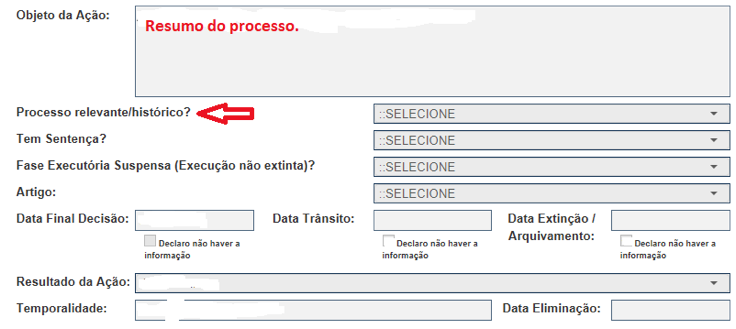 Objeto da Ação:
Resumo do processo.
Processo relevante/histórico?
::SELECIONE
Tem Sentença?
::SELECIONE
Fase Executória Suspensa (Execução não extinta)?
::SELECIONE
Artigo:
::SELECIONE
Data Final Decisão:
Data Trânsito:
Data Extinção /
Arquivamento:
Declaro não haver a
informação
Declaro não haver a
informação
Declaro não haver a
informação
Resultado da Ação:
Temporalidade:
Data Eliminação: